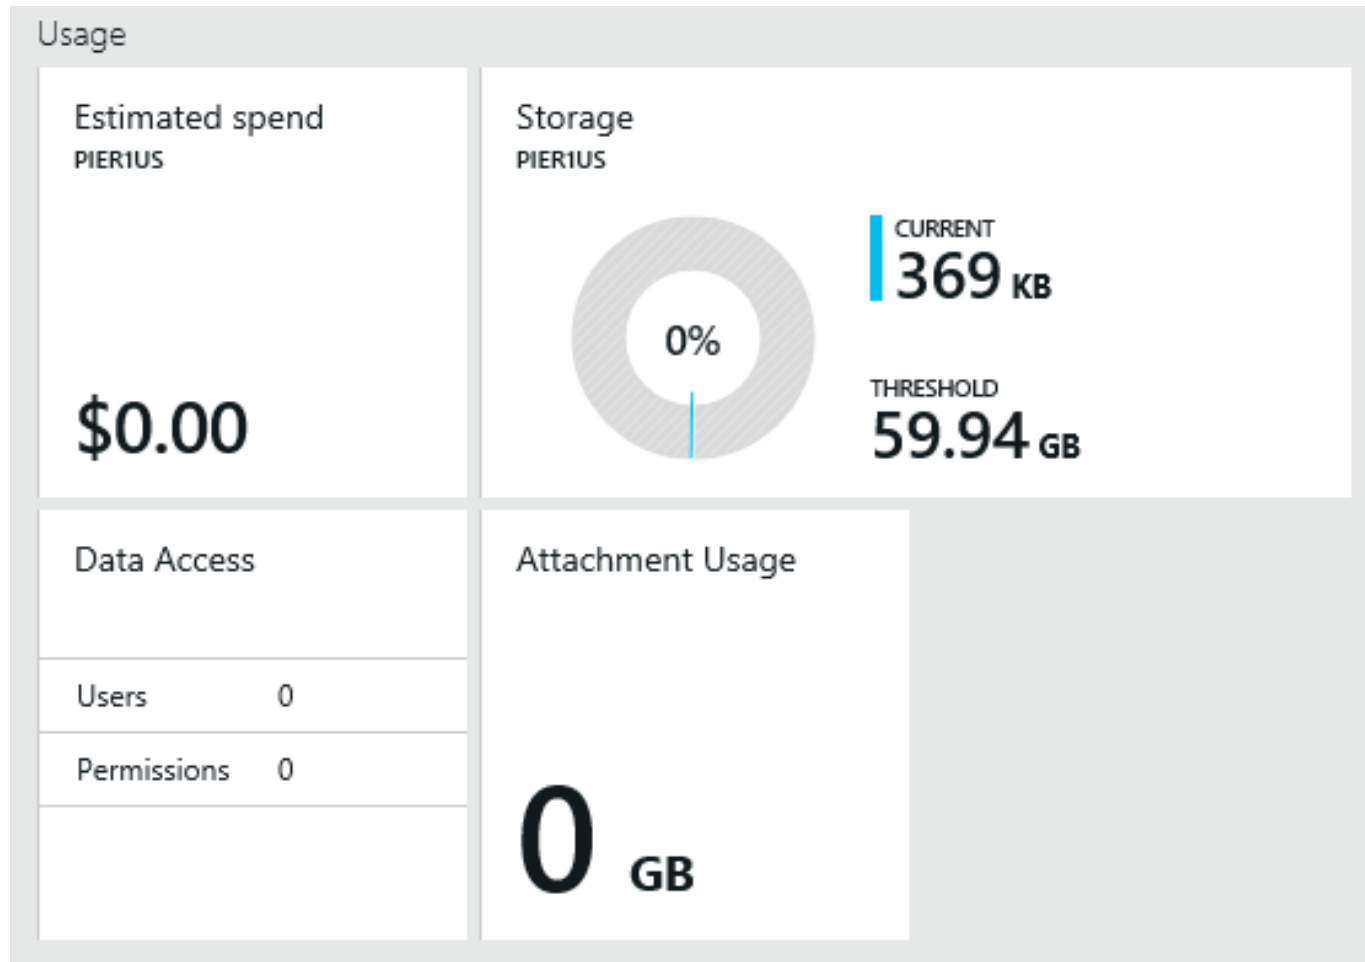 Usage
Estimated spend
PIER1US
$0.00
Storage
PIER1US
0%
CURRENT
369 KB
THRESHOLD
59.94 GB
Data Access
Users 0
Permissions 0
Attachment Usage
0 GB